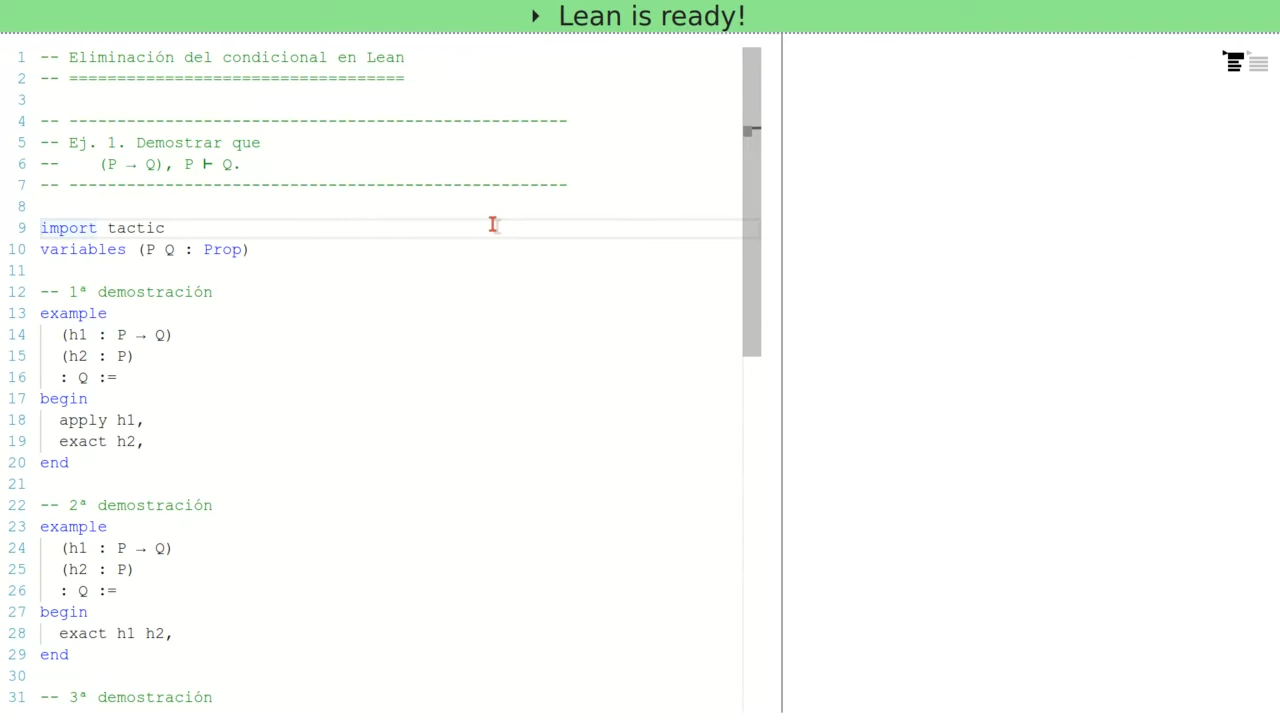 Lean is ready!
1 -- Eliminación del condicional en Lean
2 -- ===================================
3
4 -- ----------------------------------------------------
5 -- Ej. 1. Demostrar que
6 --    (P → Q), P ⊢ Q.
7 -- ----------------------------------------------------
8
9 import tactic
10 variables (P Q : Prop)
11
12 -- 1ª demostración
13 example
14   (h1 : P → Q)
15   (h2 : P)
16   : Q :=
17 begin
18   apply h1,
19   exact h2,
20 end
21
22 -- 2ª demostración
23 example
24   (h1 : P → Q)
25   (h2 : P)
26   : Q :=
27 begin
28   exact h1 h2,
29 end
30
31 -- 3ª demostración